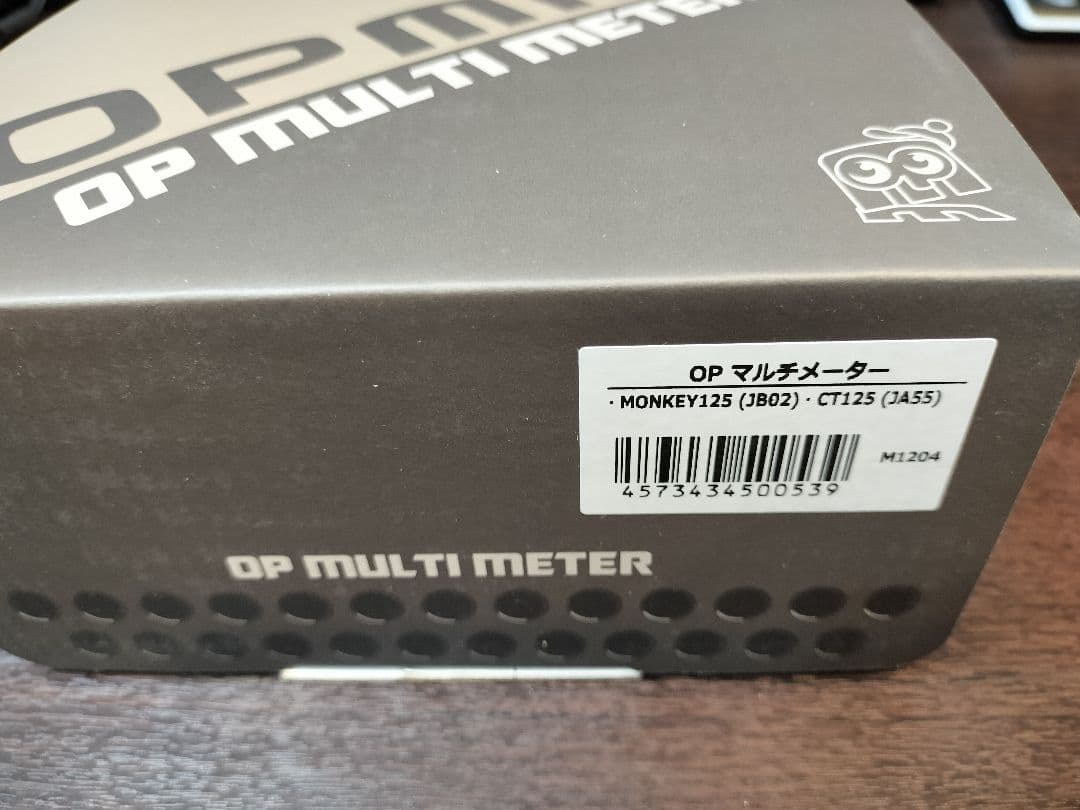 OP MULTI METER
OP マルチメーター
・MONKEY125 (JB02)・CT125 (JA55)
M1204
4573434500539
OP MULTI METER